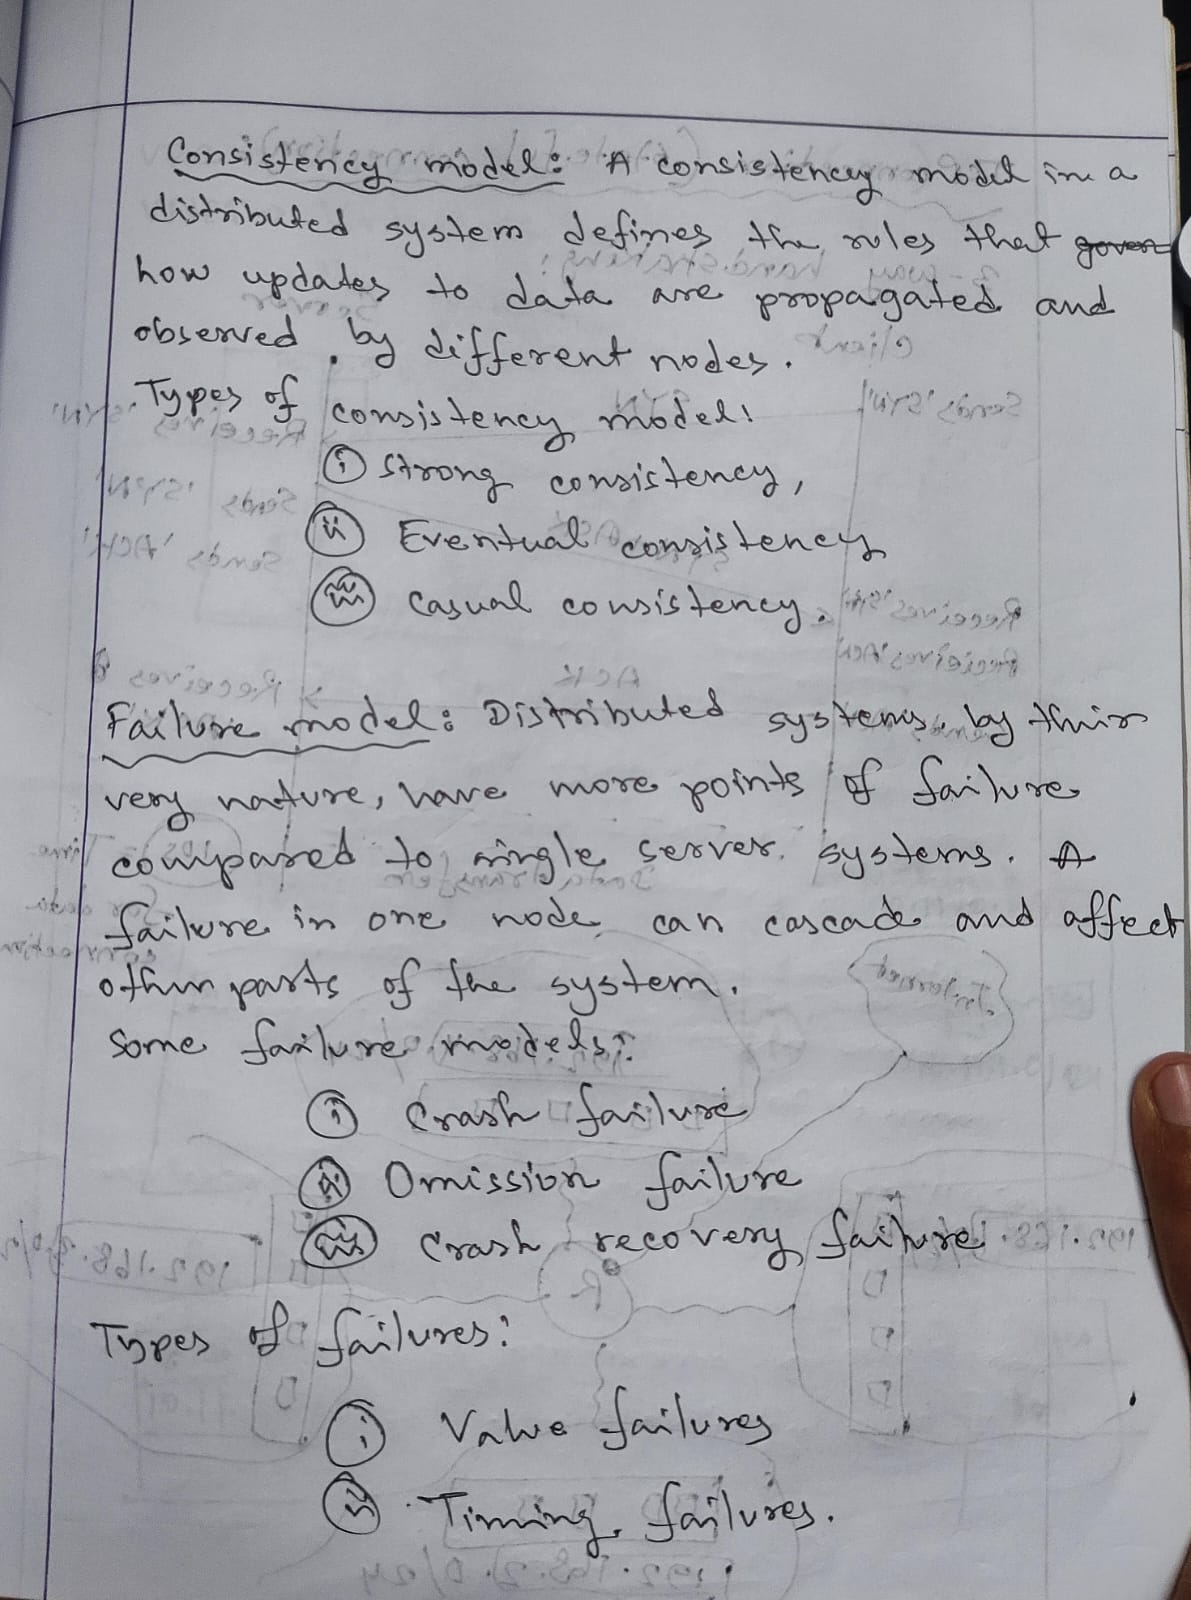 Consistency model: A consistency model in a
distributed system defines the rules that goven
how updates to data are propagated and
observed by different nodes.
Types of consistency model:
(i) Strong consistency,
(ii) Eventual consistency
(iii) Casual consistency.
Failure model: Distributed systems, by their
very nature, have more points of failure
compared to single server systems. A
failure in one node can cascade and affect
other parts of the system.
Some failure models:
(i) Crash failure
(ii) Omission failure
(iii) Crash recovery failure
Types of failures:
(i) Value failures
(ii) Timing failures.